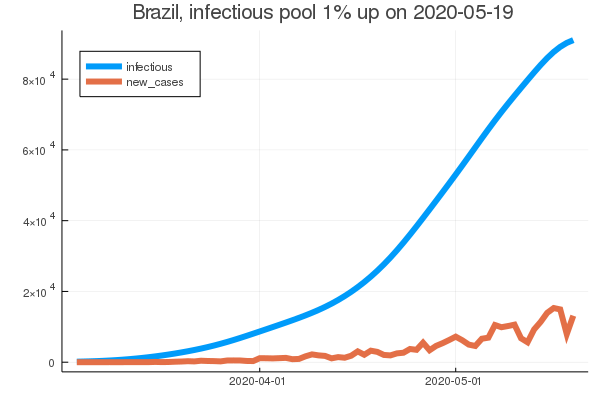 Brazil, infectious pool 1% up on 2020-05-19
infectious
new_cases
8×10⁴
6×10⁴
4×10⁴
2×10⁴
0
2020-04-01 2020-05-01